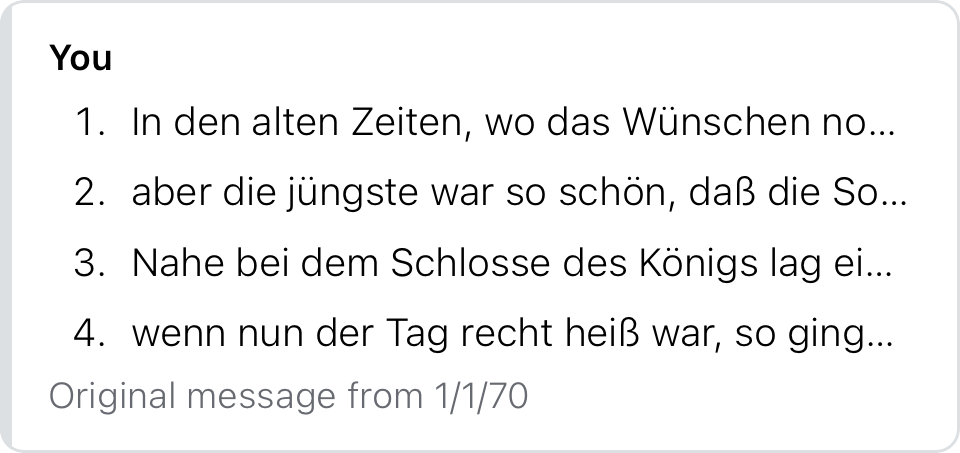 You
1. In den alten Zeiten, wo das Wünschen no...
2. aber die jüngste war so schön, daß die So...
3. Nahe bei dem Schlosse des Königs lag ei...
4. wenn nun der Tag recht heiß war, so ging...
Original message from 1/1/70